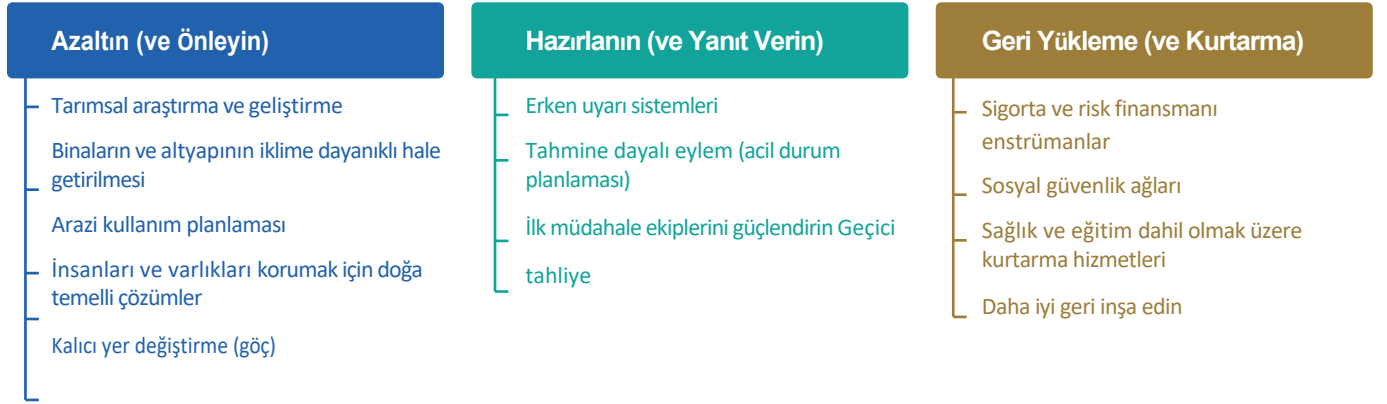 Azaltın (ve Önleyin)
Tarımsal araştırma ve geliştirme
Binaların ve altyapının iklime dayanıklı hale
getirilmesi
Arazi kullanım planlaması
İnsanları ve varlıkları korumak için doğa
temelli çözümler
Kalıcı yer değiştirme (göç)
Hazırlanın (ve Yanıt Verin)
Erken uyarı sistemleri
Tahmine dayalı eylem (acil durum
planlaması)
İlk müdahale ekiplerini güçlendirin Geçici
tahliye
Geri Yükleme (ve Kurtarma)
Sigorta ve risk finansmanı
enstrümanlar
Sosyal güvenlik ağları
Sağlık ve eğitim dahil olmak üzere
kurtarma hizmetleri
Daha iyi geri inşa edin